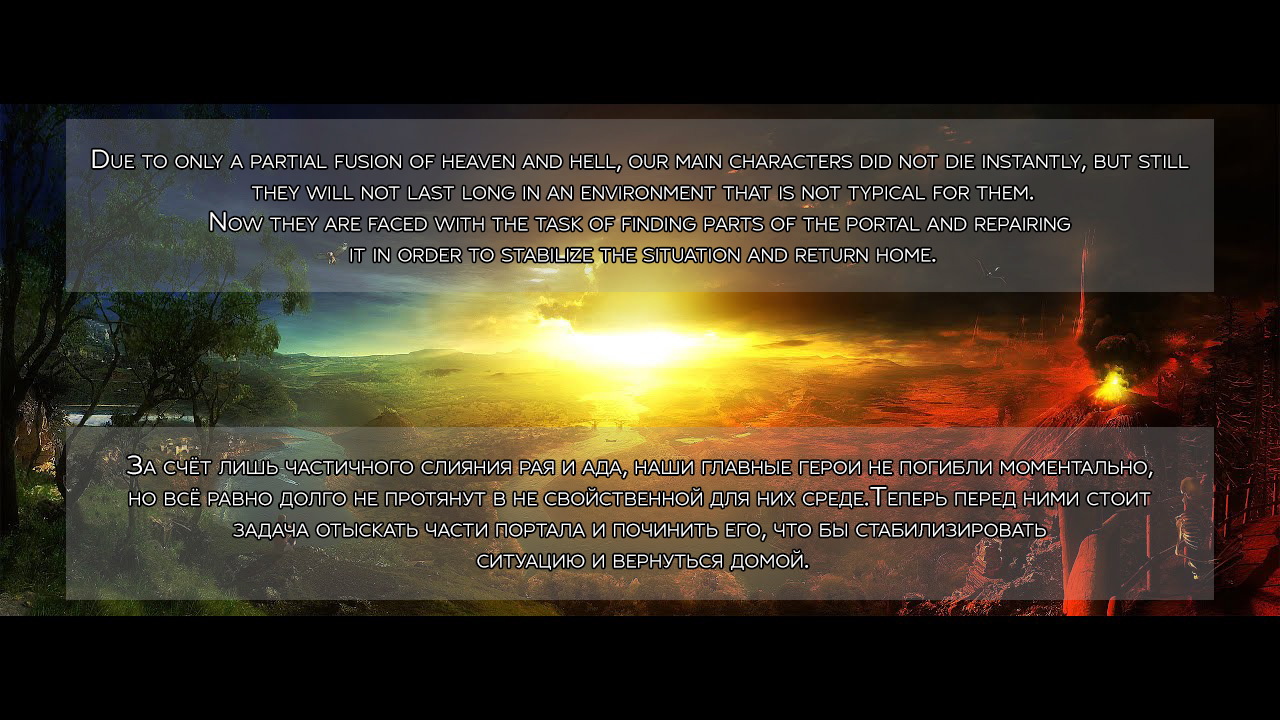 Due to only a partial fusion of heaven and hell, our main characters did not die instantly, but still
they will not last long in an environment that is not typical for them.
Now they are faced with the task of finding parts of the portal and repairing
it in order to stabilize the situation and return home.
За счёт лишь частичного слияния рая и ада, наши главные герои не погибли моментально,
но всё равно долго не протянут в не свойственной для них среде.Теперь перед ними стоит
задача отыскать части портала и починить его, что бы стабилизировать
ситуацию и вернуться домой.